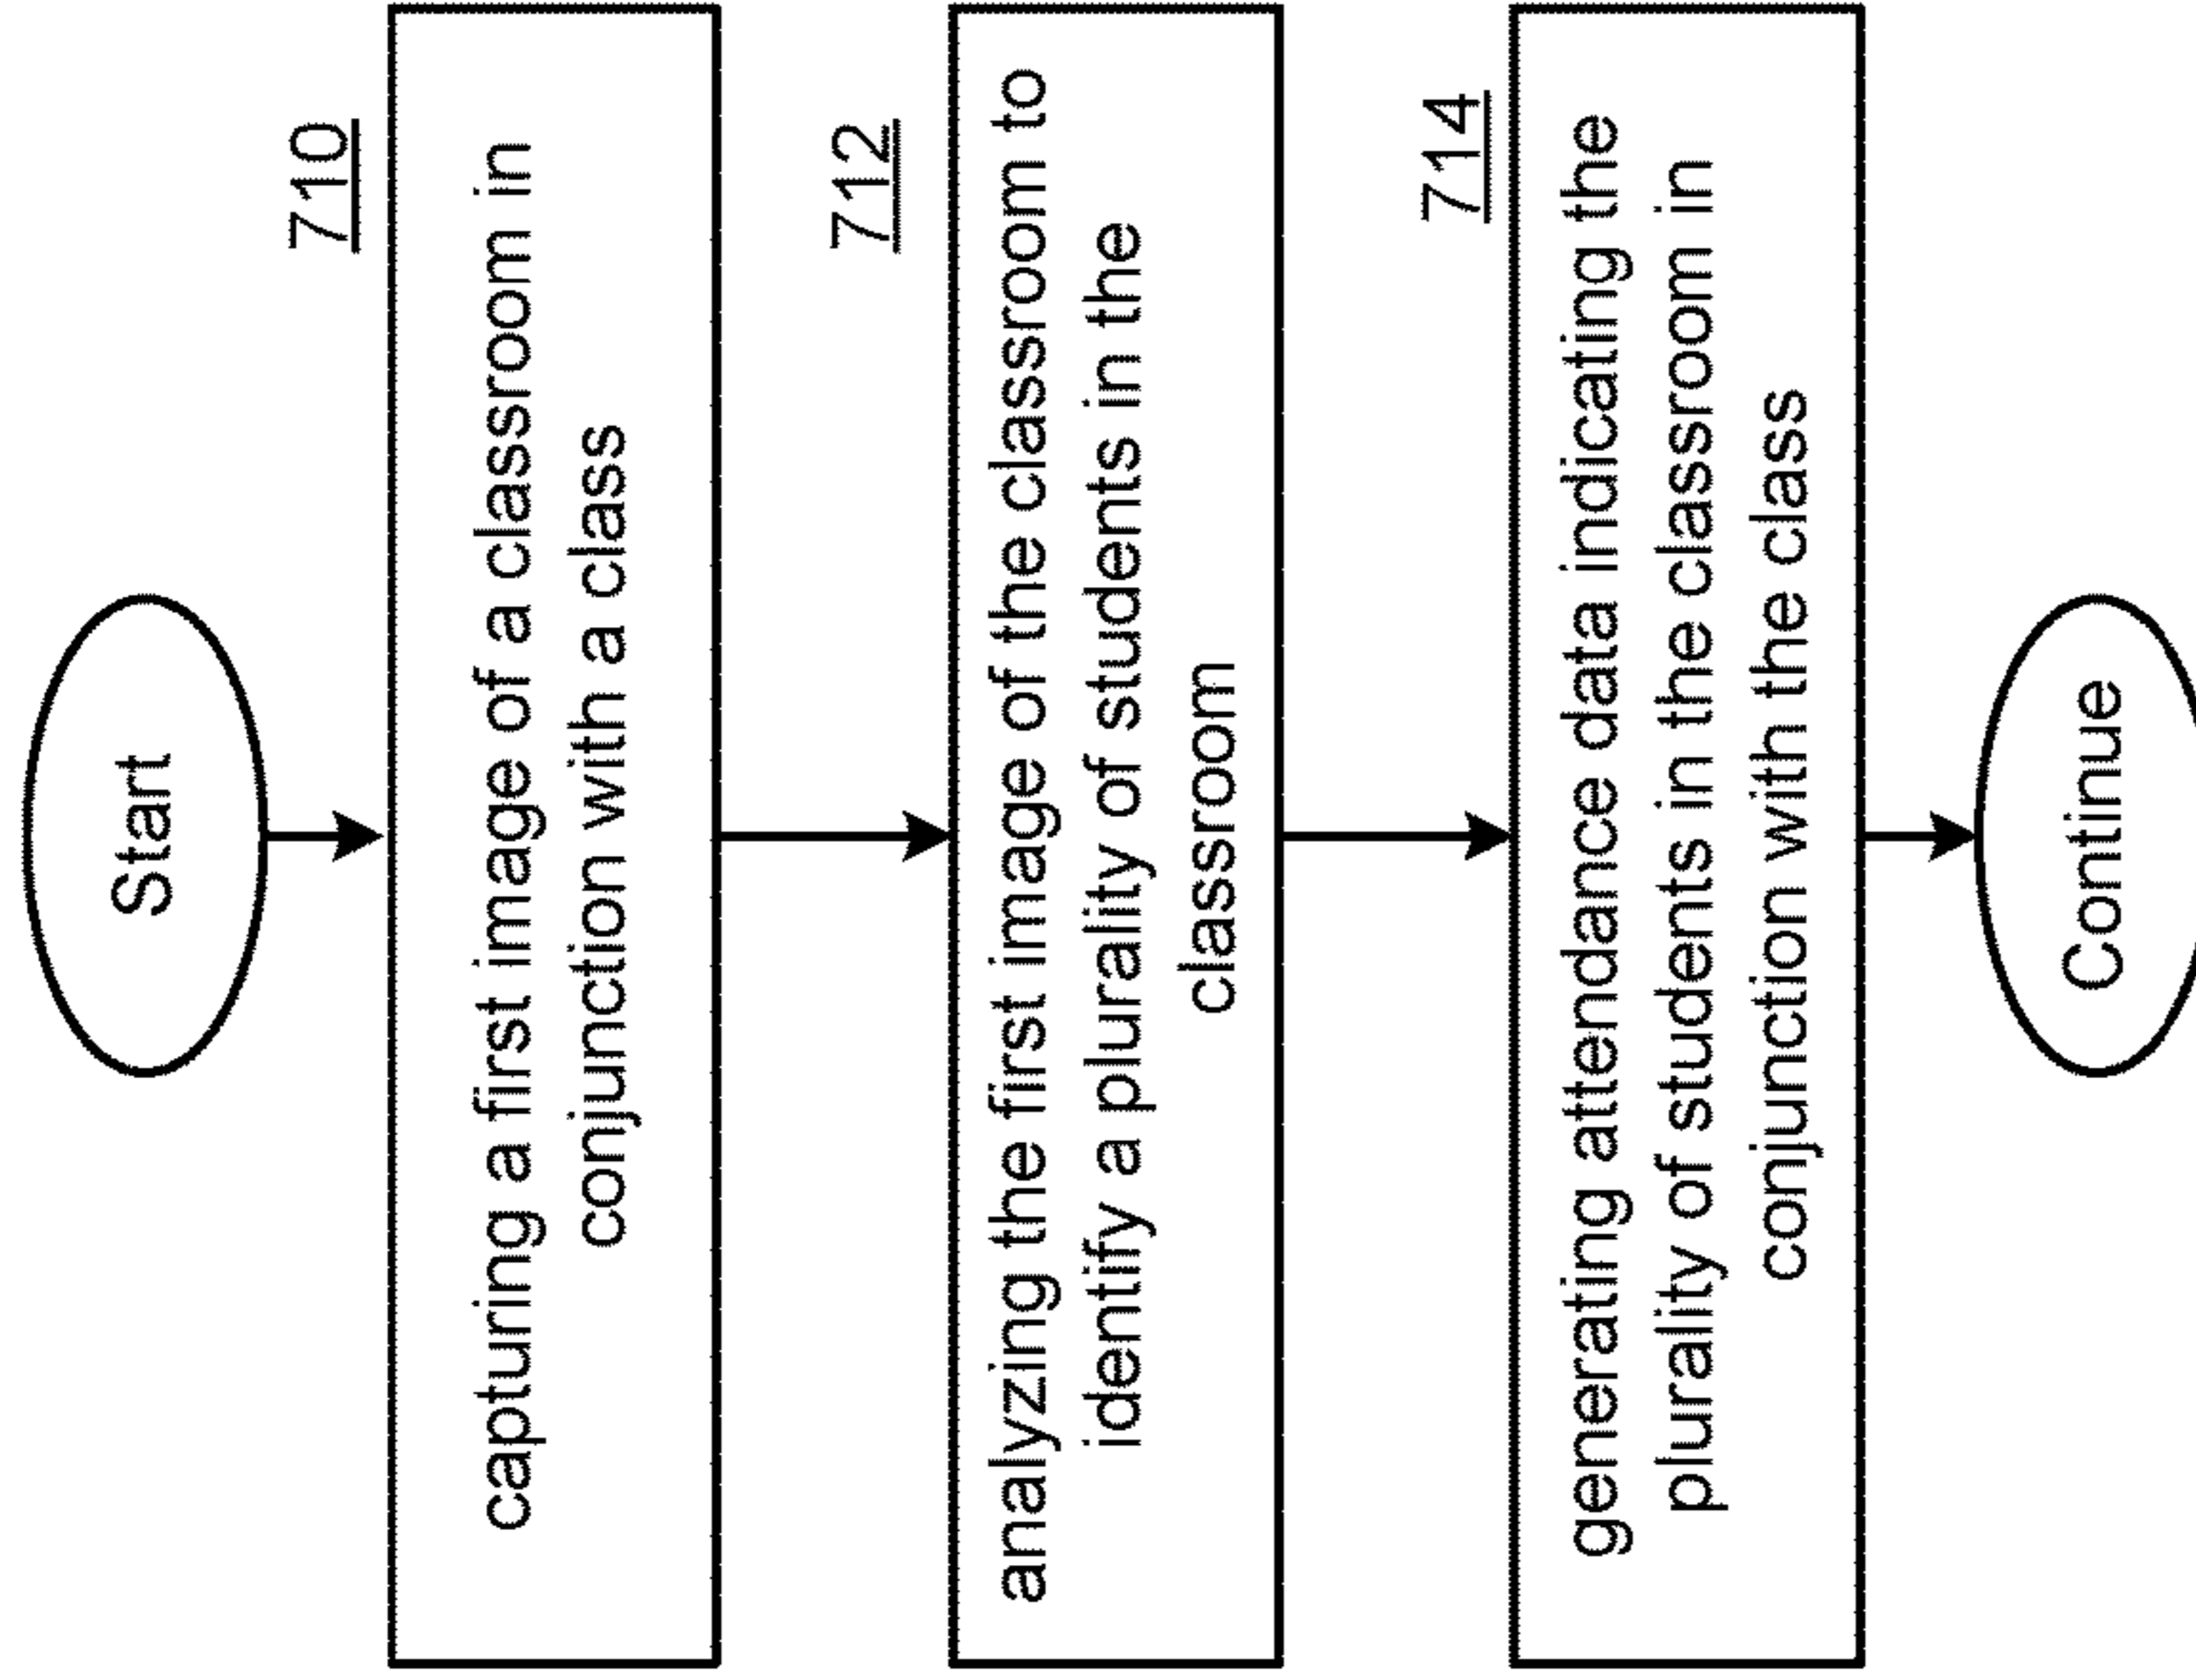 Start
710
capturing a first image of a classroom in
conjunction with a class
712
analyzing the first image of the classroom to
identify a plurality of students in the
classroom
714
generating attendance data indicating the
plurality of students in the classroom in
conjunction with the class
Continue